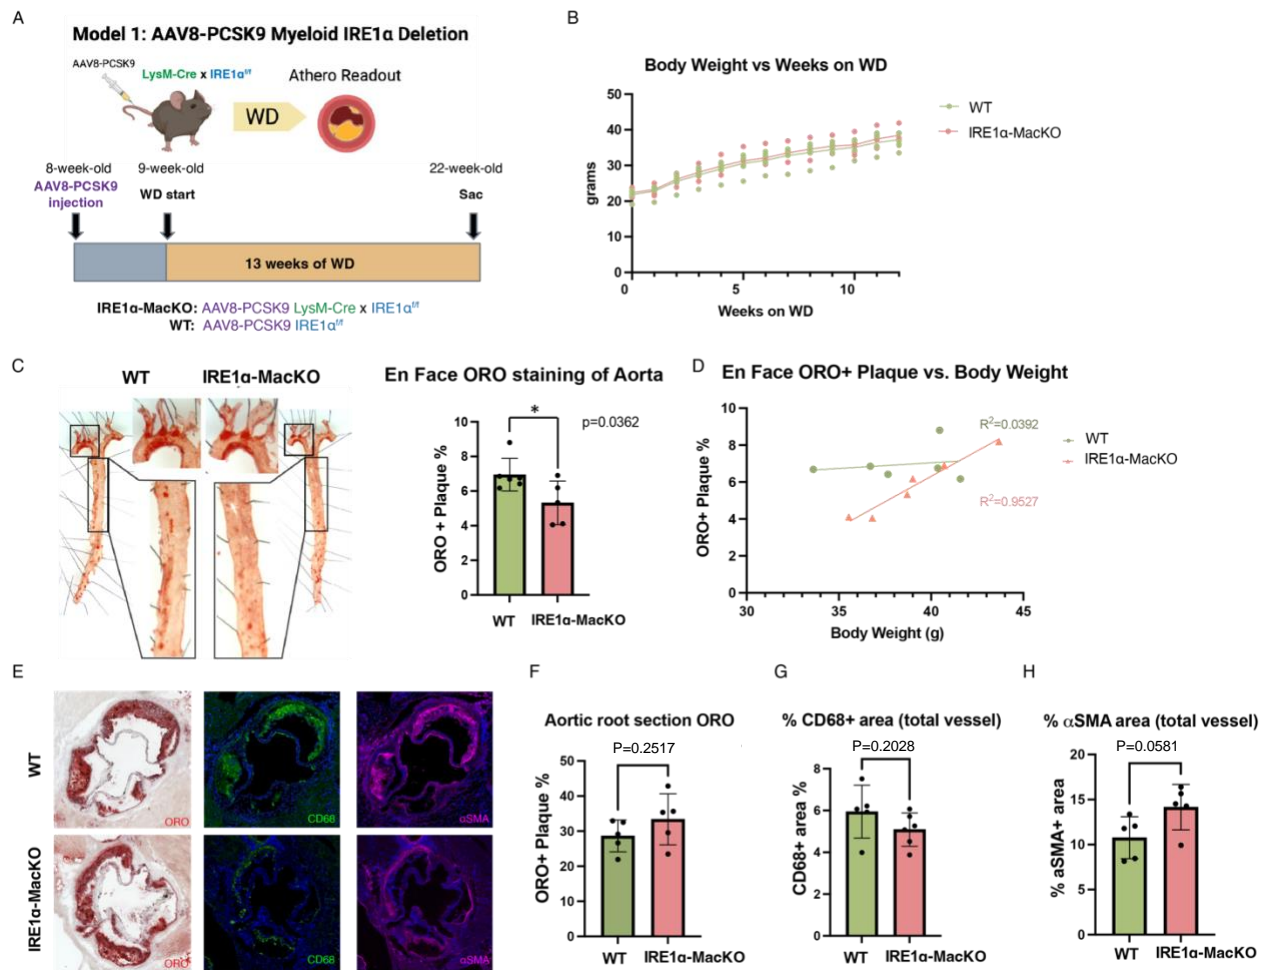 A
Model 1: AAV8-PCSK9 Myeloid IRE1α Deletion
AAV8-PCSK9
LysM-Cre x IRE1α^f/f
Athero Readout
WD
8-week-old
9-week-old
22-week-old
AAV8-PCSK9
injection
WD start
Sac
13 weeks of WD
IRE1α-MacKO: AAV8-PCSK9 LysM-Cre x IRE1α^f/f
WT: AAV8-PCSK9 IRE1α^f/f
B
Body Weight vs Weeks on WD
50
40
30
20
10
0
grams
0
5
10
Weeks on WD
WT
IRE1α-MacKO
C
WT
IRE1α-MacKO
En Face ORO staining of Aorta
*
p=0.0362
10
8
6
4
2
0
ORO + Plaque %
WT
IRE1α-MacKO
D
En Face ORO+ Plaque vs. Body Weight
10
8
6
4
2
0
ORO+ Plaque %
R²=0.0392
R²=0.9527
30
35
40
45
Body Weight (g)
WT
IRE1α-MacKO
E
WT
ORO
CD68
αSMA
IRE1α-MacKO
ORO
CD68
αSMA
F
Aortic root section ORO
P=0.2517
50
40
30
20
10
0
ORO+ Plaque %
WT
IRE1α-MacKO
G
% CD68+ area (total vessel)
P=0.2028
8
6
4
2
0
CD68+ area %
WT
IRE1α-MacKO
H
% αSMA area (total vessel)
P=0.0581
20
15
10
5
0
% aSMA+ area
WT
IRE1α-MacKO